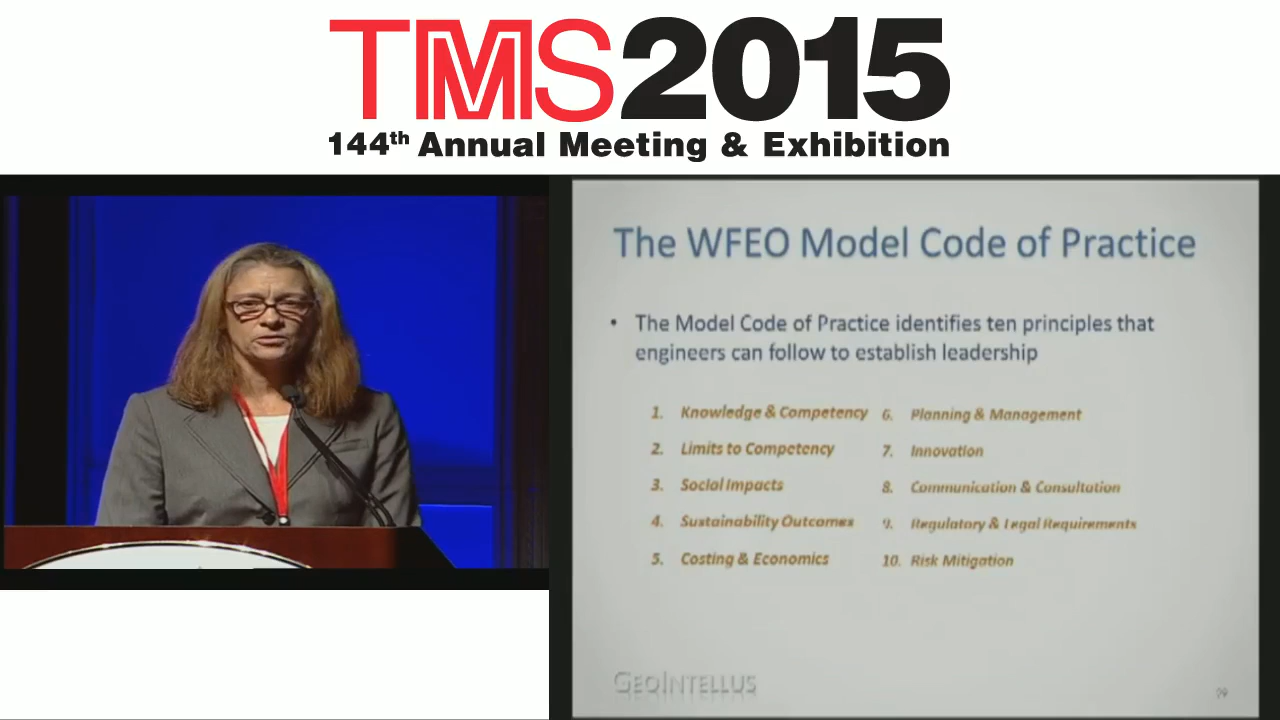 TMS2015
144th Annual Meeting & Exhibition
The WFEO Model Code of Practice
• The Model Code of Practice identifies ten principles that
engineers can follow to establish leadership
1. Knowledge & Competency
2. Limits to Competency
3. Social Impacts
4. Sustainability Outcomes
5. Costing & Economics
6. Planning & Management
7. Innovation
8. Communication & Consultation
9. Regulatory & Legal Requirements
10. Risk Mitigation
GEOINTELLUS